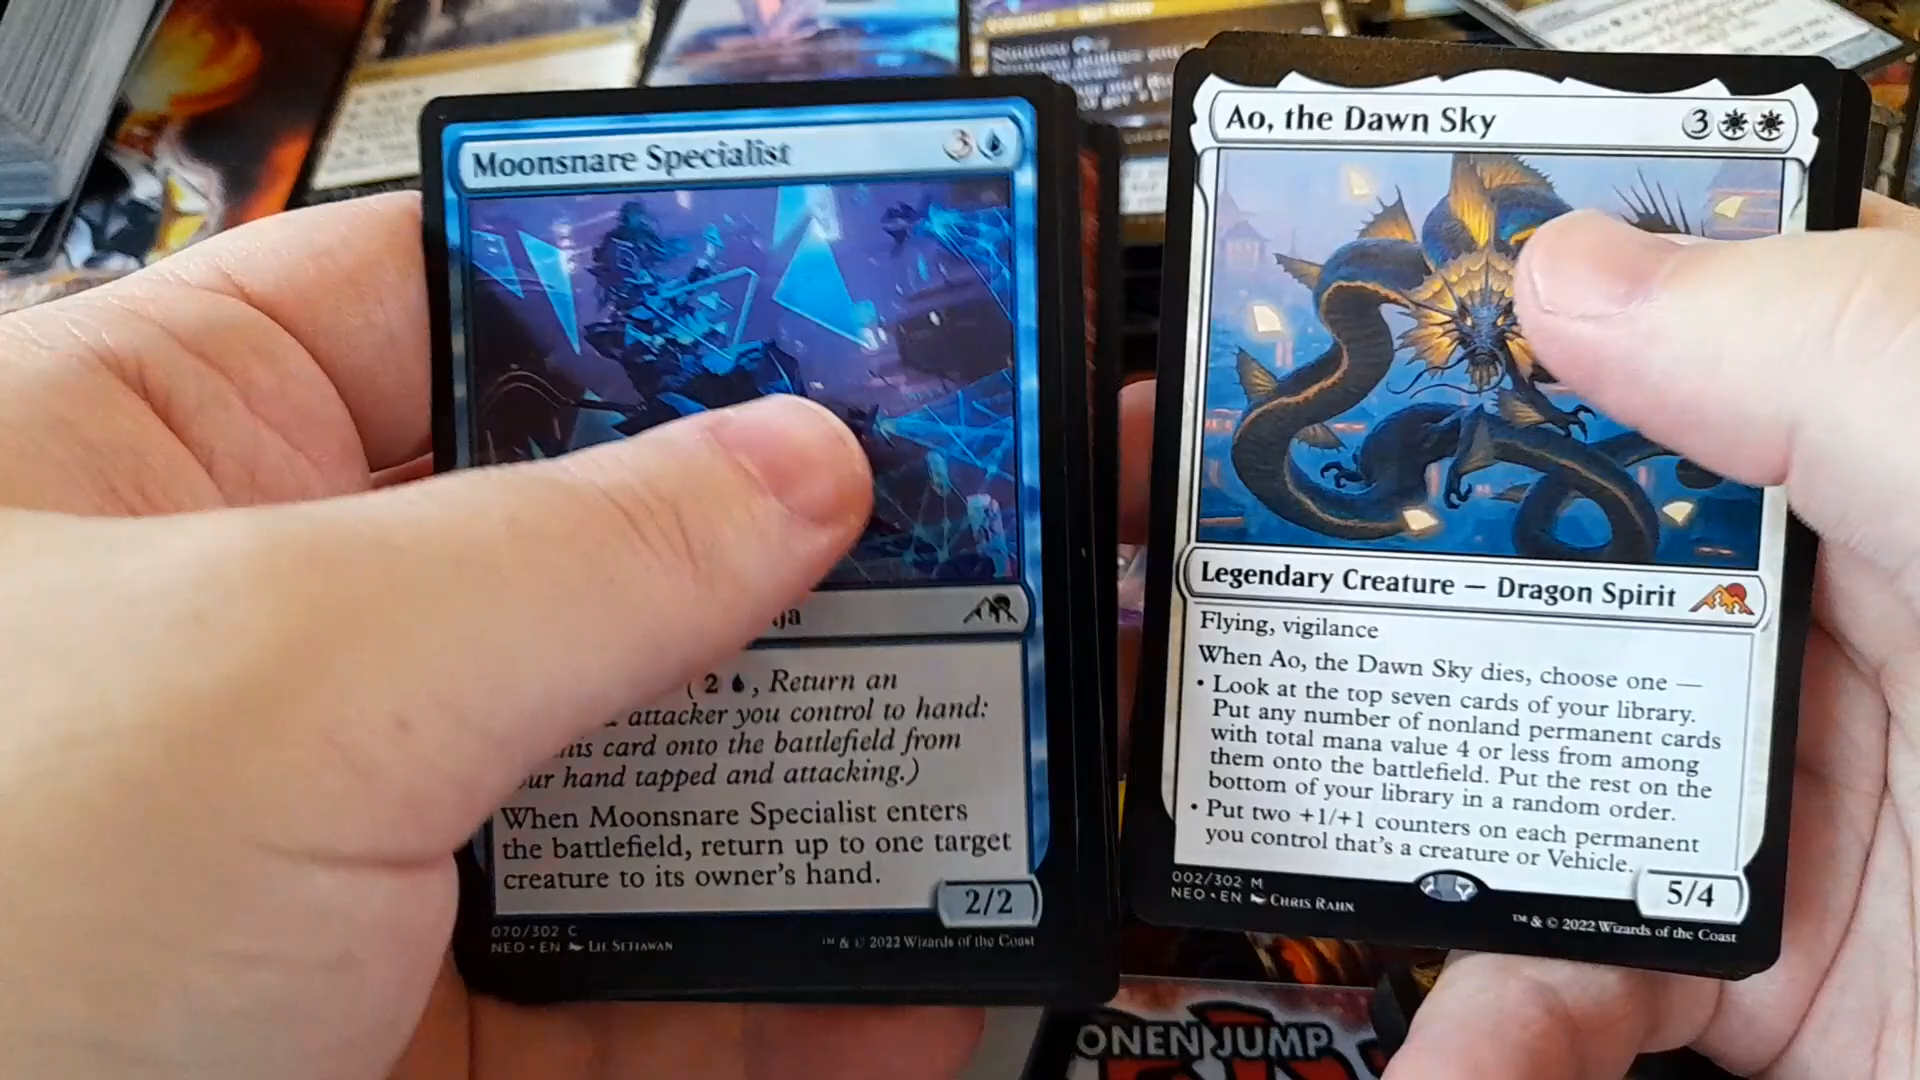 Moonsnare Specialist
3
( 2 , Return an
attacker you control to hand:
his card onto the battlefield from
ur hand tapped and attacking.)
When Moonsnare Specialist enters
the battlefield, return up to one target
creature to its owner's hand.
2/2
070/302 C
NEO • EN LIE SETIAWAN
™ & © 2022 Wizards of the Coast
Ao, the Dawn Sky
3
Legendary Creature — Dragon Spirit
Flying, vigilance
When Ao, the Dawn Sky dies, choose one —
• Look at the top seven cards of your library.
Put any number of nonland permanent cards
with total mana value 4 or less from among
them onto the battlefield. Put the rest on the
bottom of your library in a random order.
• Put two +1/+1 counters on each permanent
you control that's a creature or Vehicle.
5/4
002/302 M
NEO • EN CHRIS RAHN
™ & © 2022 Wizards of the Coast
ONEN JUMP